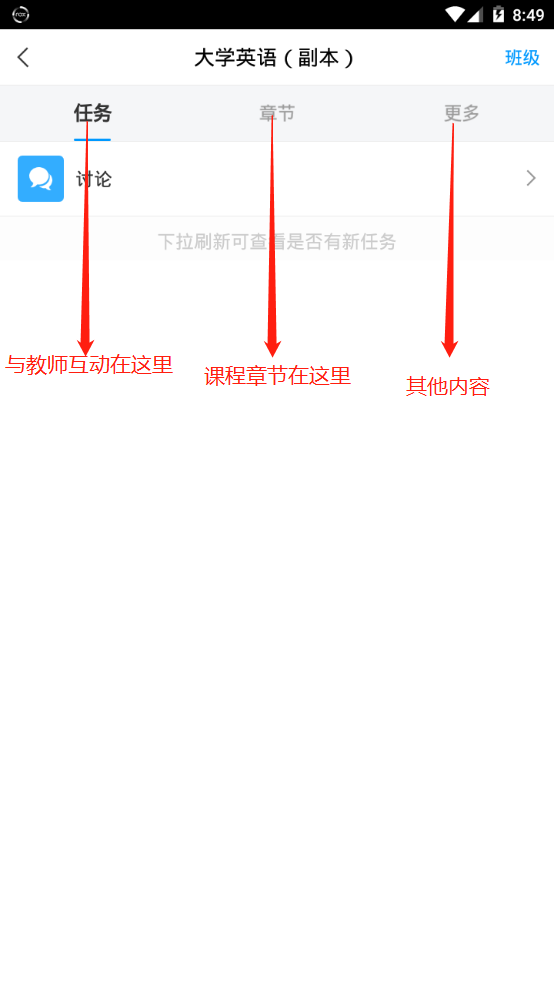 8:49
大学英语（副本）
班级
任务
章节
更多
讨论
下拉刷新可查看是否有新任务
与教师互动在这里
课程章节在这里
其他内容